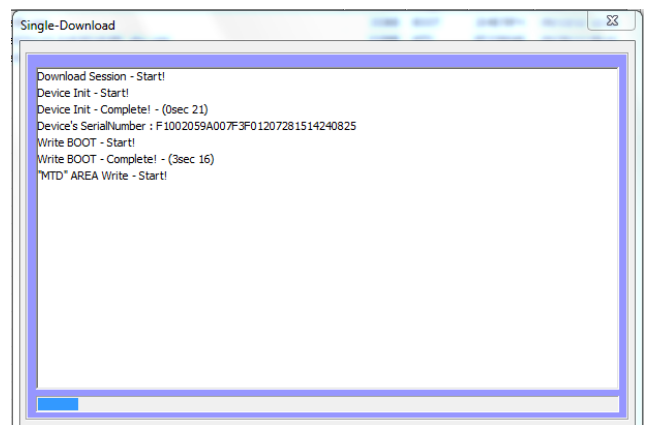 Single-Download
Download Session - Start!
Device Init - Start!
Device Init - Complete! - (0sec 21)
Device's SerialNumber : F1002059A007F3F01207281514240825
Write BOOT - Start!
Write BOOT - Complete! - (3sec 16)
"MTD" AREA Write - Start!